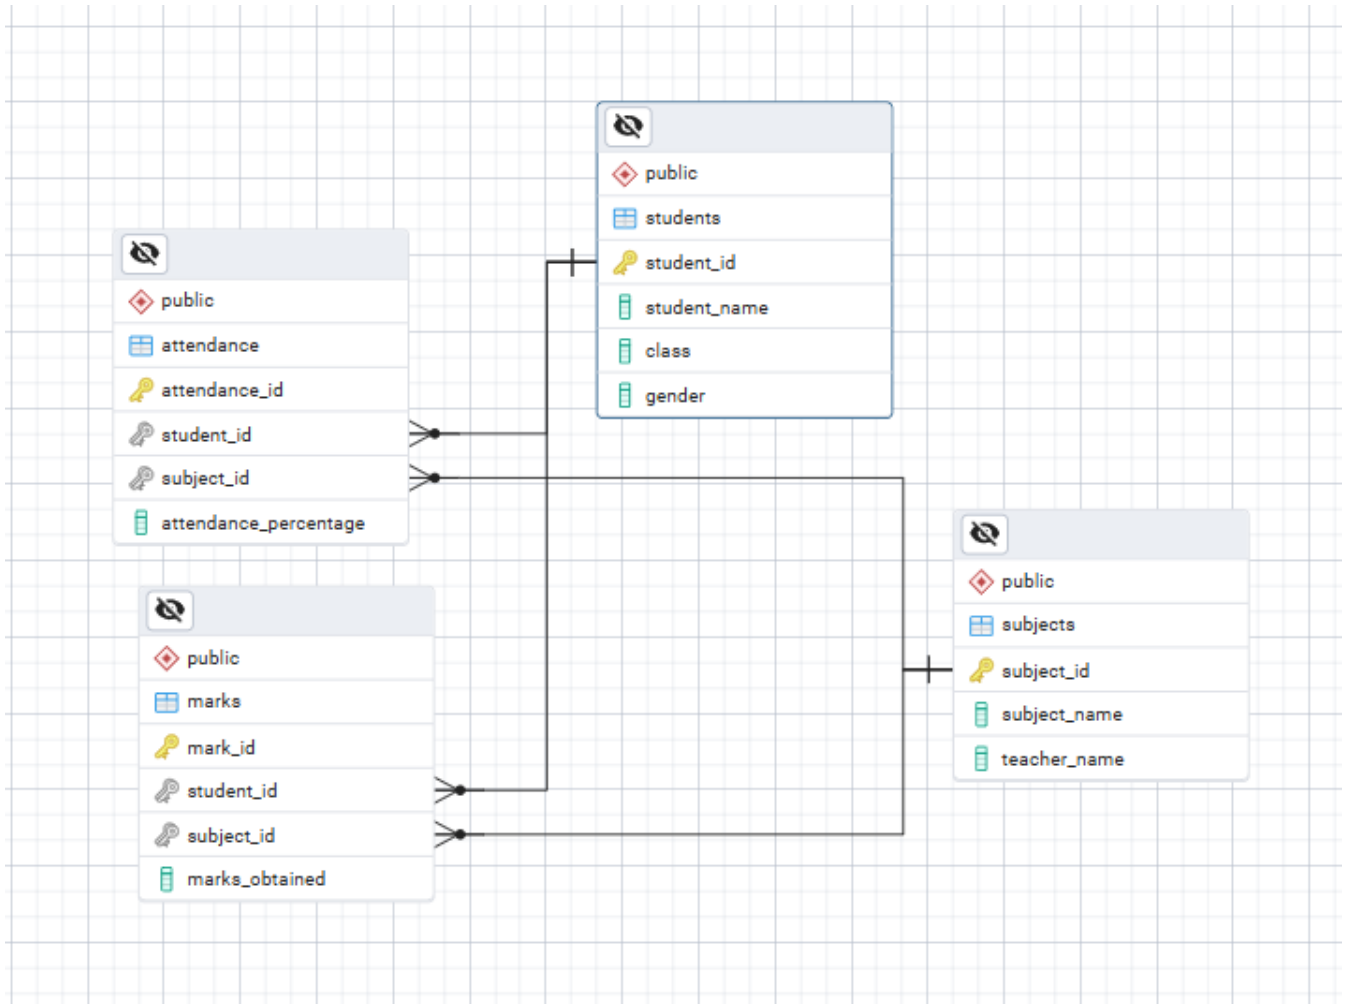 public
students
student_id
student_name
class
gender
public
attendance
attendance_id
student_id
subject_id
attendance_percentage
public
subjects
subject_id
subject_name
teacher_name
public
marks
mark_id
student_id
subject_id
marks_obtained